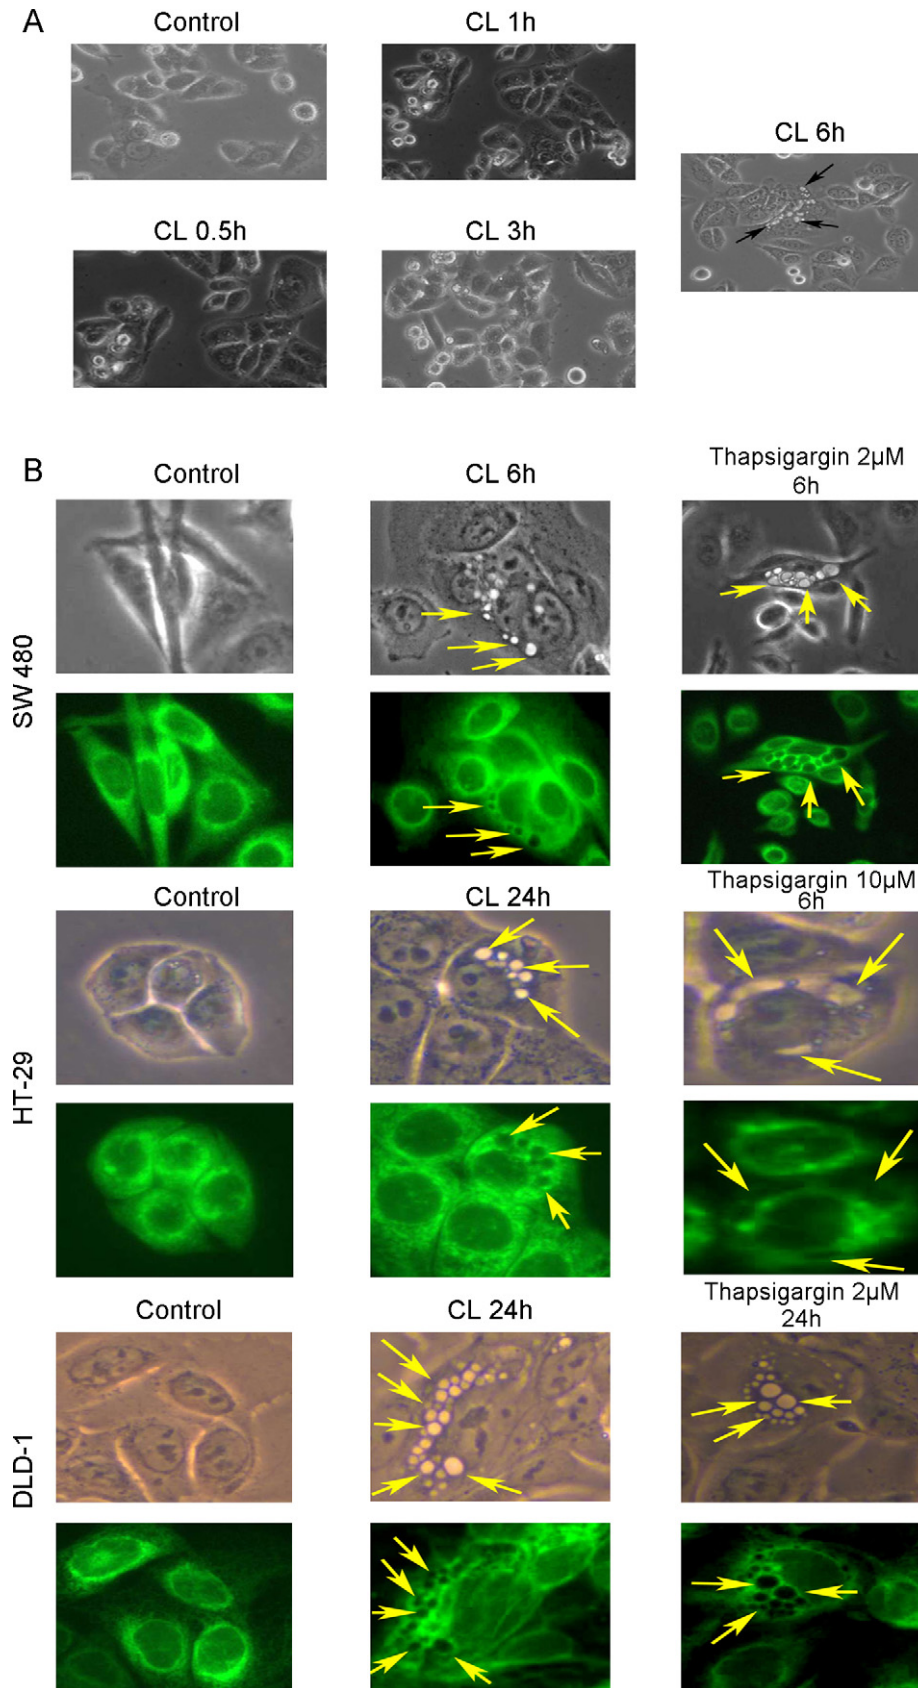 A
Control
CL 1h
CL 6h
CL 0.5h
CL 3h
B
Control
CL 6h
Thapsigargin 2µM
6h
SW 480
Control
CL 24h
Thapsigargin 10µM
6h
HT-29
Control
CL 24h
Thapsigargin 2µM
24h
DLD-1